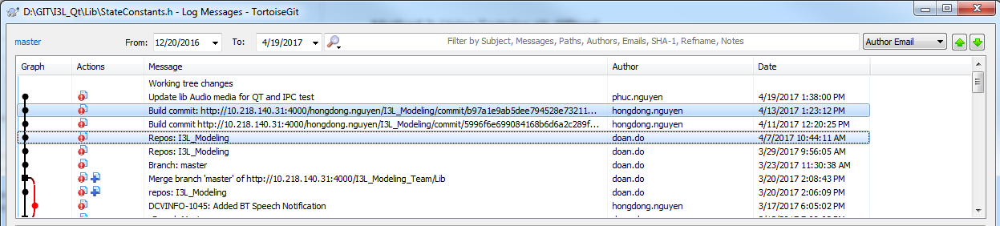 D:\GIT\I3L_Qt\Lib\StateConstants.h - Log Messages - TortoiseGit
master From: 12/20/2016 To: 4/19/2017 Filter by Subject, Messages, Paths, Authors, Emails, SHA-1, Refname, Notes Author Email
Graph Actions Message Author Date
Working tree changes
Update lib Audio media for QT and IPC test phuc.nguyen 4/19/2017 1:38:00 PM
Build commit: http://10.218.140.31:4000/hongdong.nguyen/I3L_Modeling/commit/b97a1e9ab5dee794528e73211... hongdong.nguyen 4/13/2017 1:23:12 PM
Build commit http://10.218.140.31:4000/hongdong.nguyen/I3L_Modeling/commit/5996f6e699084168b6d6a2c289f... hongdong.nguyen 4/11/2017 12:20:25 PM
Repos: I3L_Modeling doan.do 4/7/2017 10:44:11 AM
Repos: I3L_Modeling doan.do 3/29/2017 9:56:05 AM
Branch: master doan.do 3/23/2017 11:30:38 AM
Merge branch 'master' of http://10.218.140.31:4000/I3L_Modeling_Team/Lib doan.do 3/20/2017 2:08:43 PM
repos: I3L_Modeling doan.do 3/20/2017 2:06:09 PM
DCVINFO-1045: Added BT Speech Notification hongdong.nguyen 3/17/2017 6:05:02 PM